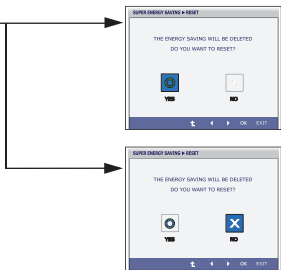 SUPER ENERGY SAVING ► RESET
THE ENERGY SAVING WILL BE DELETED
DO YOU WANT TO RESET?
YES NO
OK EXIT
SUPER ENERGY SAVING ► RESET
THE ENERGY SAVING WILL BE DELETED
DO YOU WANT TO RESET?
YES NO
OK EXIT